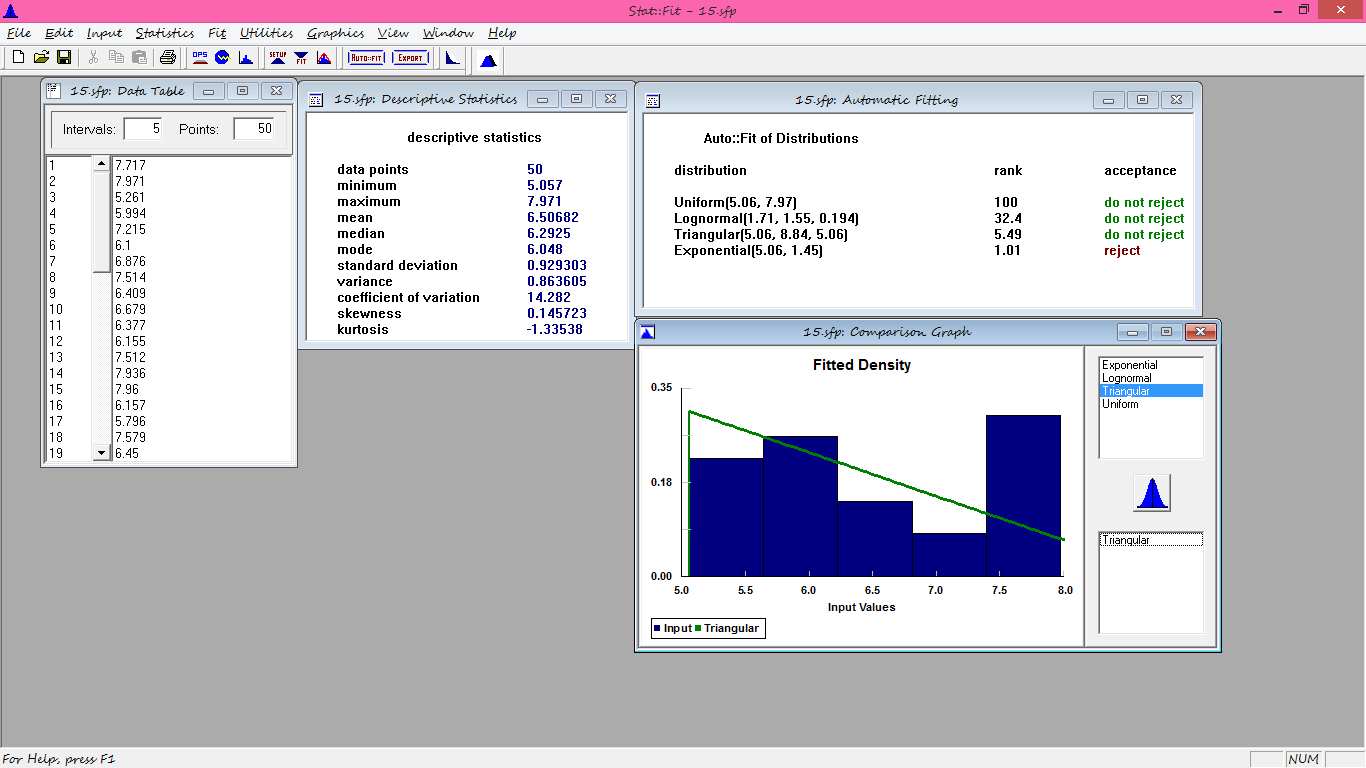 Stat::Fit - 15.sfp
File Edit Input Statistics Fit Utilities Graphics View Window Help
OPS SETUP FIT AUTO::FIT EXPORT
15.sfp: Data Table
Intervals: 5 Points: 50
1 7.717
2 7.971
3 5.261
4 5.994
5 7.215
6 6.1
7 6.876
8 7.514
9 6.409
10 6.679
11 6.377
12 6.155
13 7.512
14 7.936
15 7.96
16 6.157
17 5.796
18 7.579
19 6.45
15.sfp: Descriptive Statistics
descriptive statistics
data points 50
minimum 5.057
maximum 7.971
mean 6.50682
median 6.2925
mode 6.048
standard deviation 0.929303
variance 0.863605
coefficient of variation 14.282
skewness 0.145723
kurtosis -1.33538
15.sfp: Automatic Fitting
Auto::Fit of Distributions
distribution rank acceptance
Uniform(5.06, 7.97) 100 do not reject
Lognormal(1.71, 1.55, 0.194) 32.4 do not reject
Triangular(5.06, 8.84, 5.06) 5.49 do not reject
Exponential(5.06, 1.45) 1.01 reject
15.sfp: Comparison Graph
Fitted Density
0.35
0.18
0.00
5.0 5.5 6.0 6.5 7.0 7.5 8.0
Input Values
Input Triangular
Exponential
Lognormal
Triangular
Uniform
Triangular
For Help, press F1
NUM